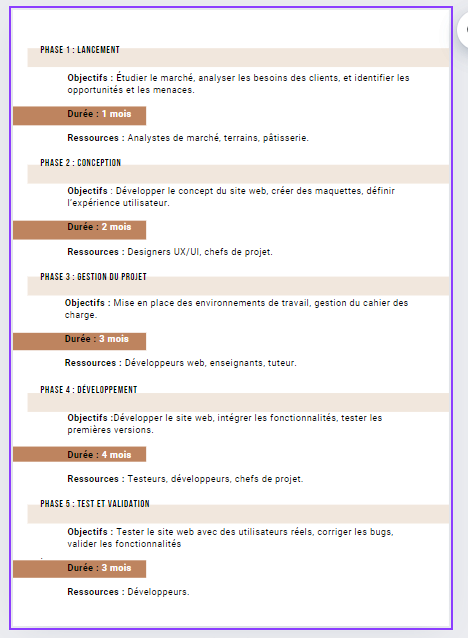 PHASE 1 : LANCEMENT
Objectifs : Étudier le marché, analyser les besoins des clients, et identifier les
opportunités et les menaces.
Durée : 1 mois
Ressources : Analystes de marché, terrains, pâtisserie.
PHASE 2 : CONCEPTION
Objectifs : Développer le concept du site web, créer des maquettes, définir
l'expérience utilisateur.
Durée : 2 mois
Ressources : Designers UX/UI, chefs de projet.
PHASE 3 : GESTION DU PROJET
Objectifs : Mise en place des environnements de travail, gestion du cahier des
charge.
Durée : 3 mois
Ressources : Développeurs web, enseignants, tuteur.
PHASE 4 : DÉVELOPPEMENT
Objectifs :Développer le site web, intégrer les fonctionnalités, tester les
premières versions.
Durée : 4 mois
Ressources : Testeurs, développeurs, chefs de projet.
PHASE 5 : TEST ET VALIDATION
Objectifs : Tester le site web avec des utilisateurs réels, corriger les bugs,
valider les fonctionnalités
.
Durée : 3 mois
Ressources : Développeurs.